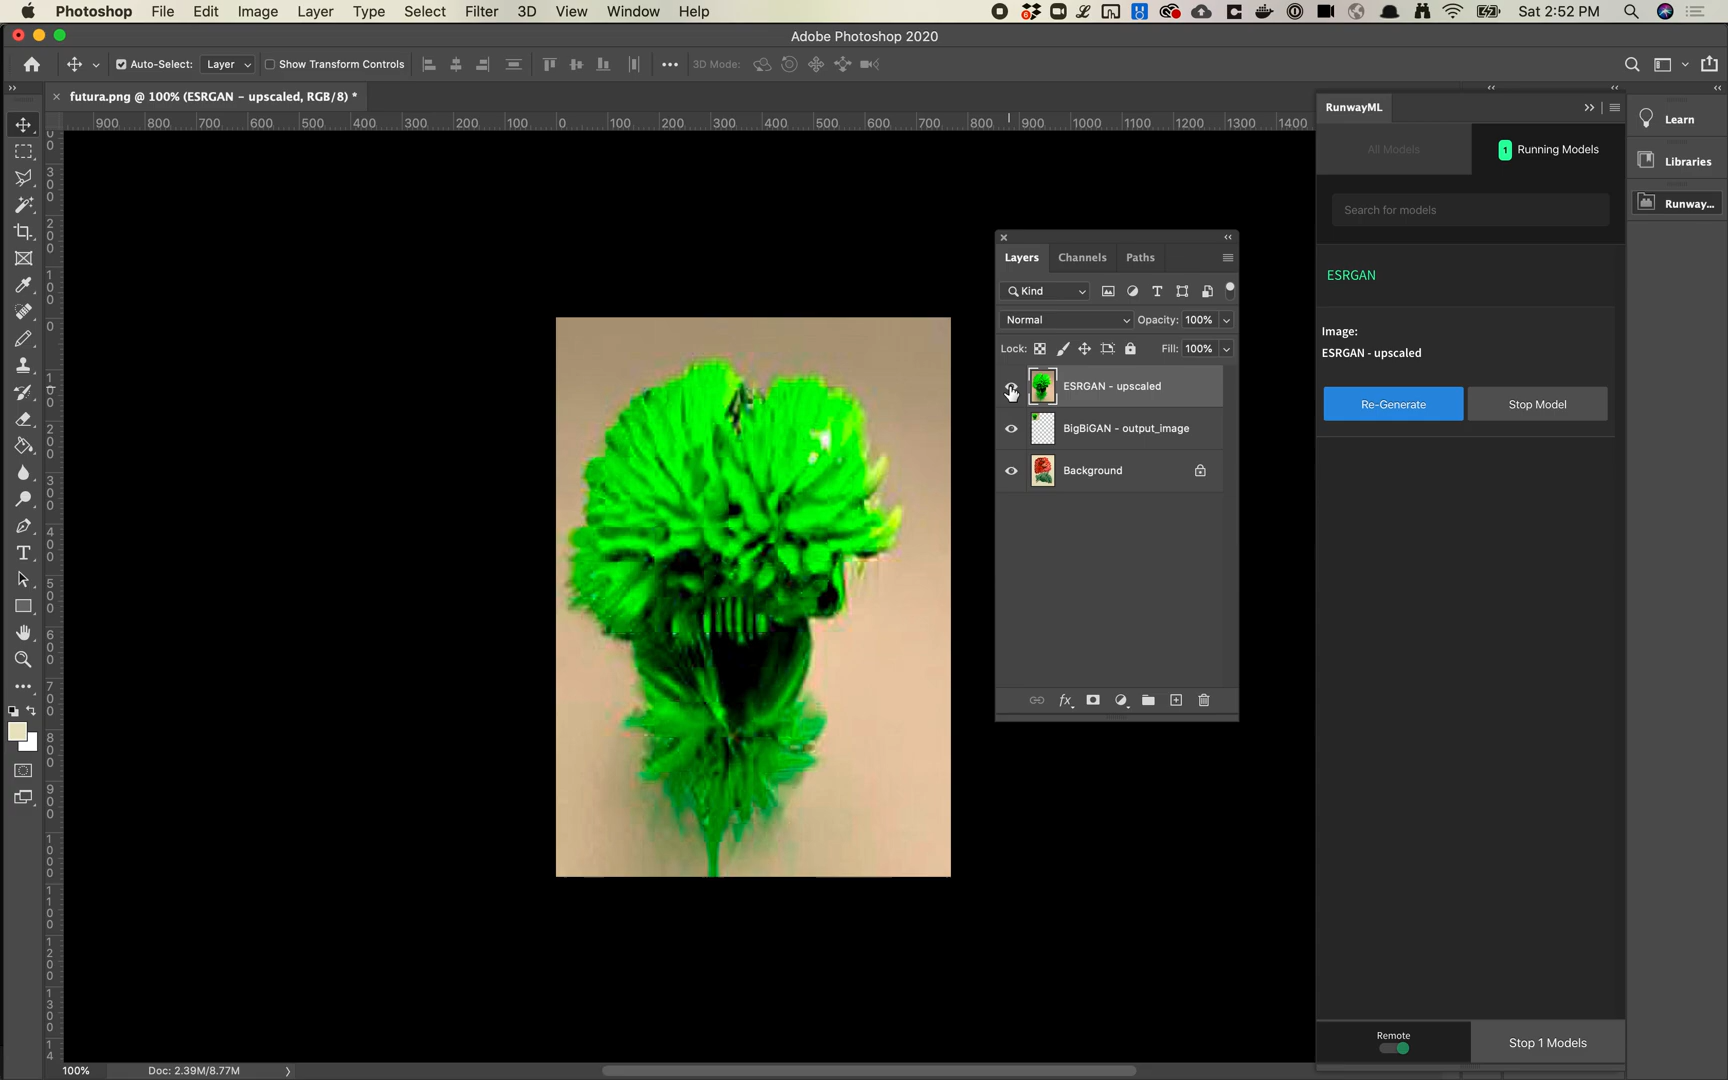 Photoshop File Edit Image Layer Type Select Filter 3D View Window Help Sat 2:52 PM
Adobe Photoshop 2020
Auto-Select: Layer Show Transform Controls 3D Mode:
futura.png @ 100% (ESRGAN - upscaled, RGB/8) *
900 800 700 600 500 400 300 200 100 0 100 200 300 400 500 600 700 800 900 1000 1100 1200 1300 1400
RunwayML
Learn
All Models
1 Running Models
Libraries
Runway...
Search for models
Layers Channels Paths
ESRGAN
Kind
Normal Opacity: 100%
Image:
Lock: Fill: 100%
ESRGAN - upscaled
ESRGAN - upscaled
Re-Generate Stop Model
BigBiGAN - output_image
Background
fx
Remote
Stop 1 Models
100% Doc: 2.39M/8.77M